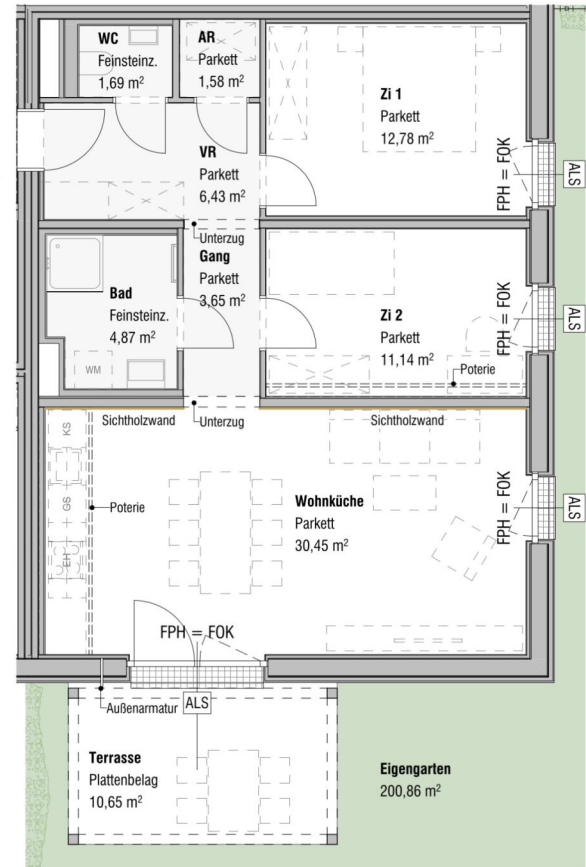 WC
Feinsteinz.
1,69 m²
AR
Parkett
1,58 m²
Zi 1
Parkett
12,78 m²
FPH = FOK
ALS
VR
Parkett
6,43 m²
Unterzug
Gang
Parkett
3,65 m²
Bad
Feinsteinz.
4,87 m²
WM
Zi 2
Parkett
11,14 m²
FPH = FOK
ALS
Poterie
Sichtholzwand
Unterzug
Sichtholzwand
KS
GS
EH
Poterie
Wohnküche
Parkett
30,45 m²
FPH = FOK
ALS
FPH = FOK
Außenarmatur
ALS
Terrasse
Plattenbelag
10,65 m²
Eigengarten
200,86 m²